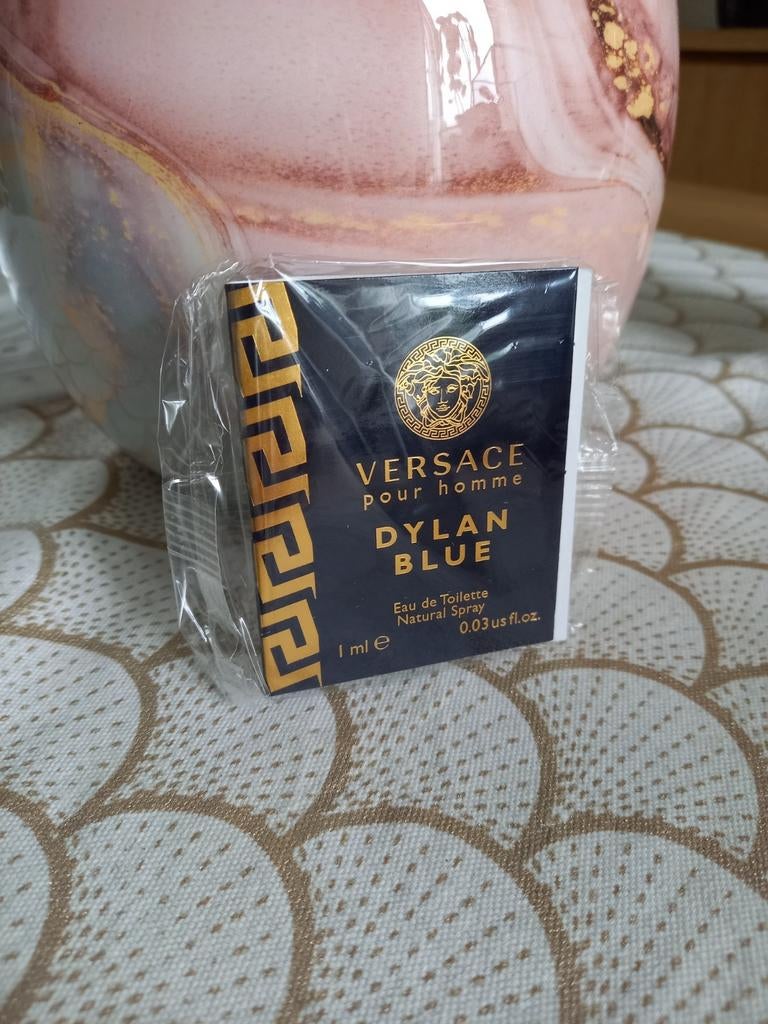 VERSACE
pour homme
DYLAN
BLUE
Eau de Toilette
Natural Spray
1 ml ℮ 0.03 us fl.oz.